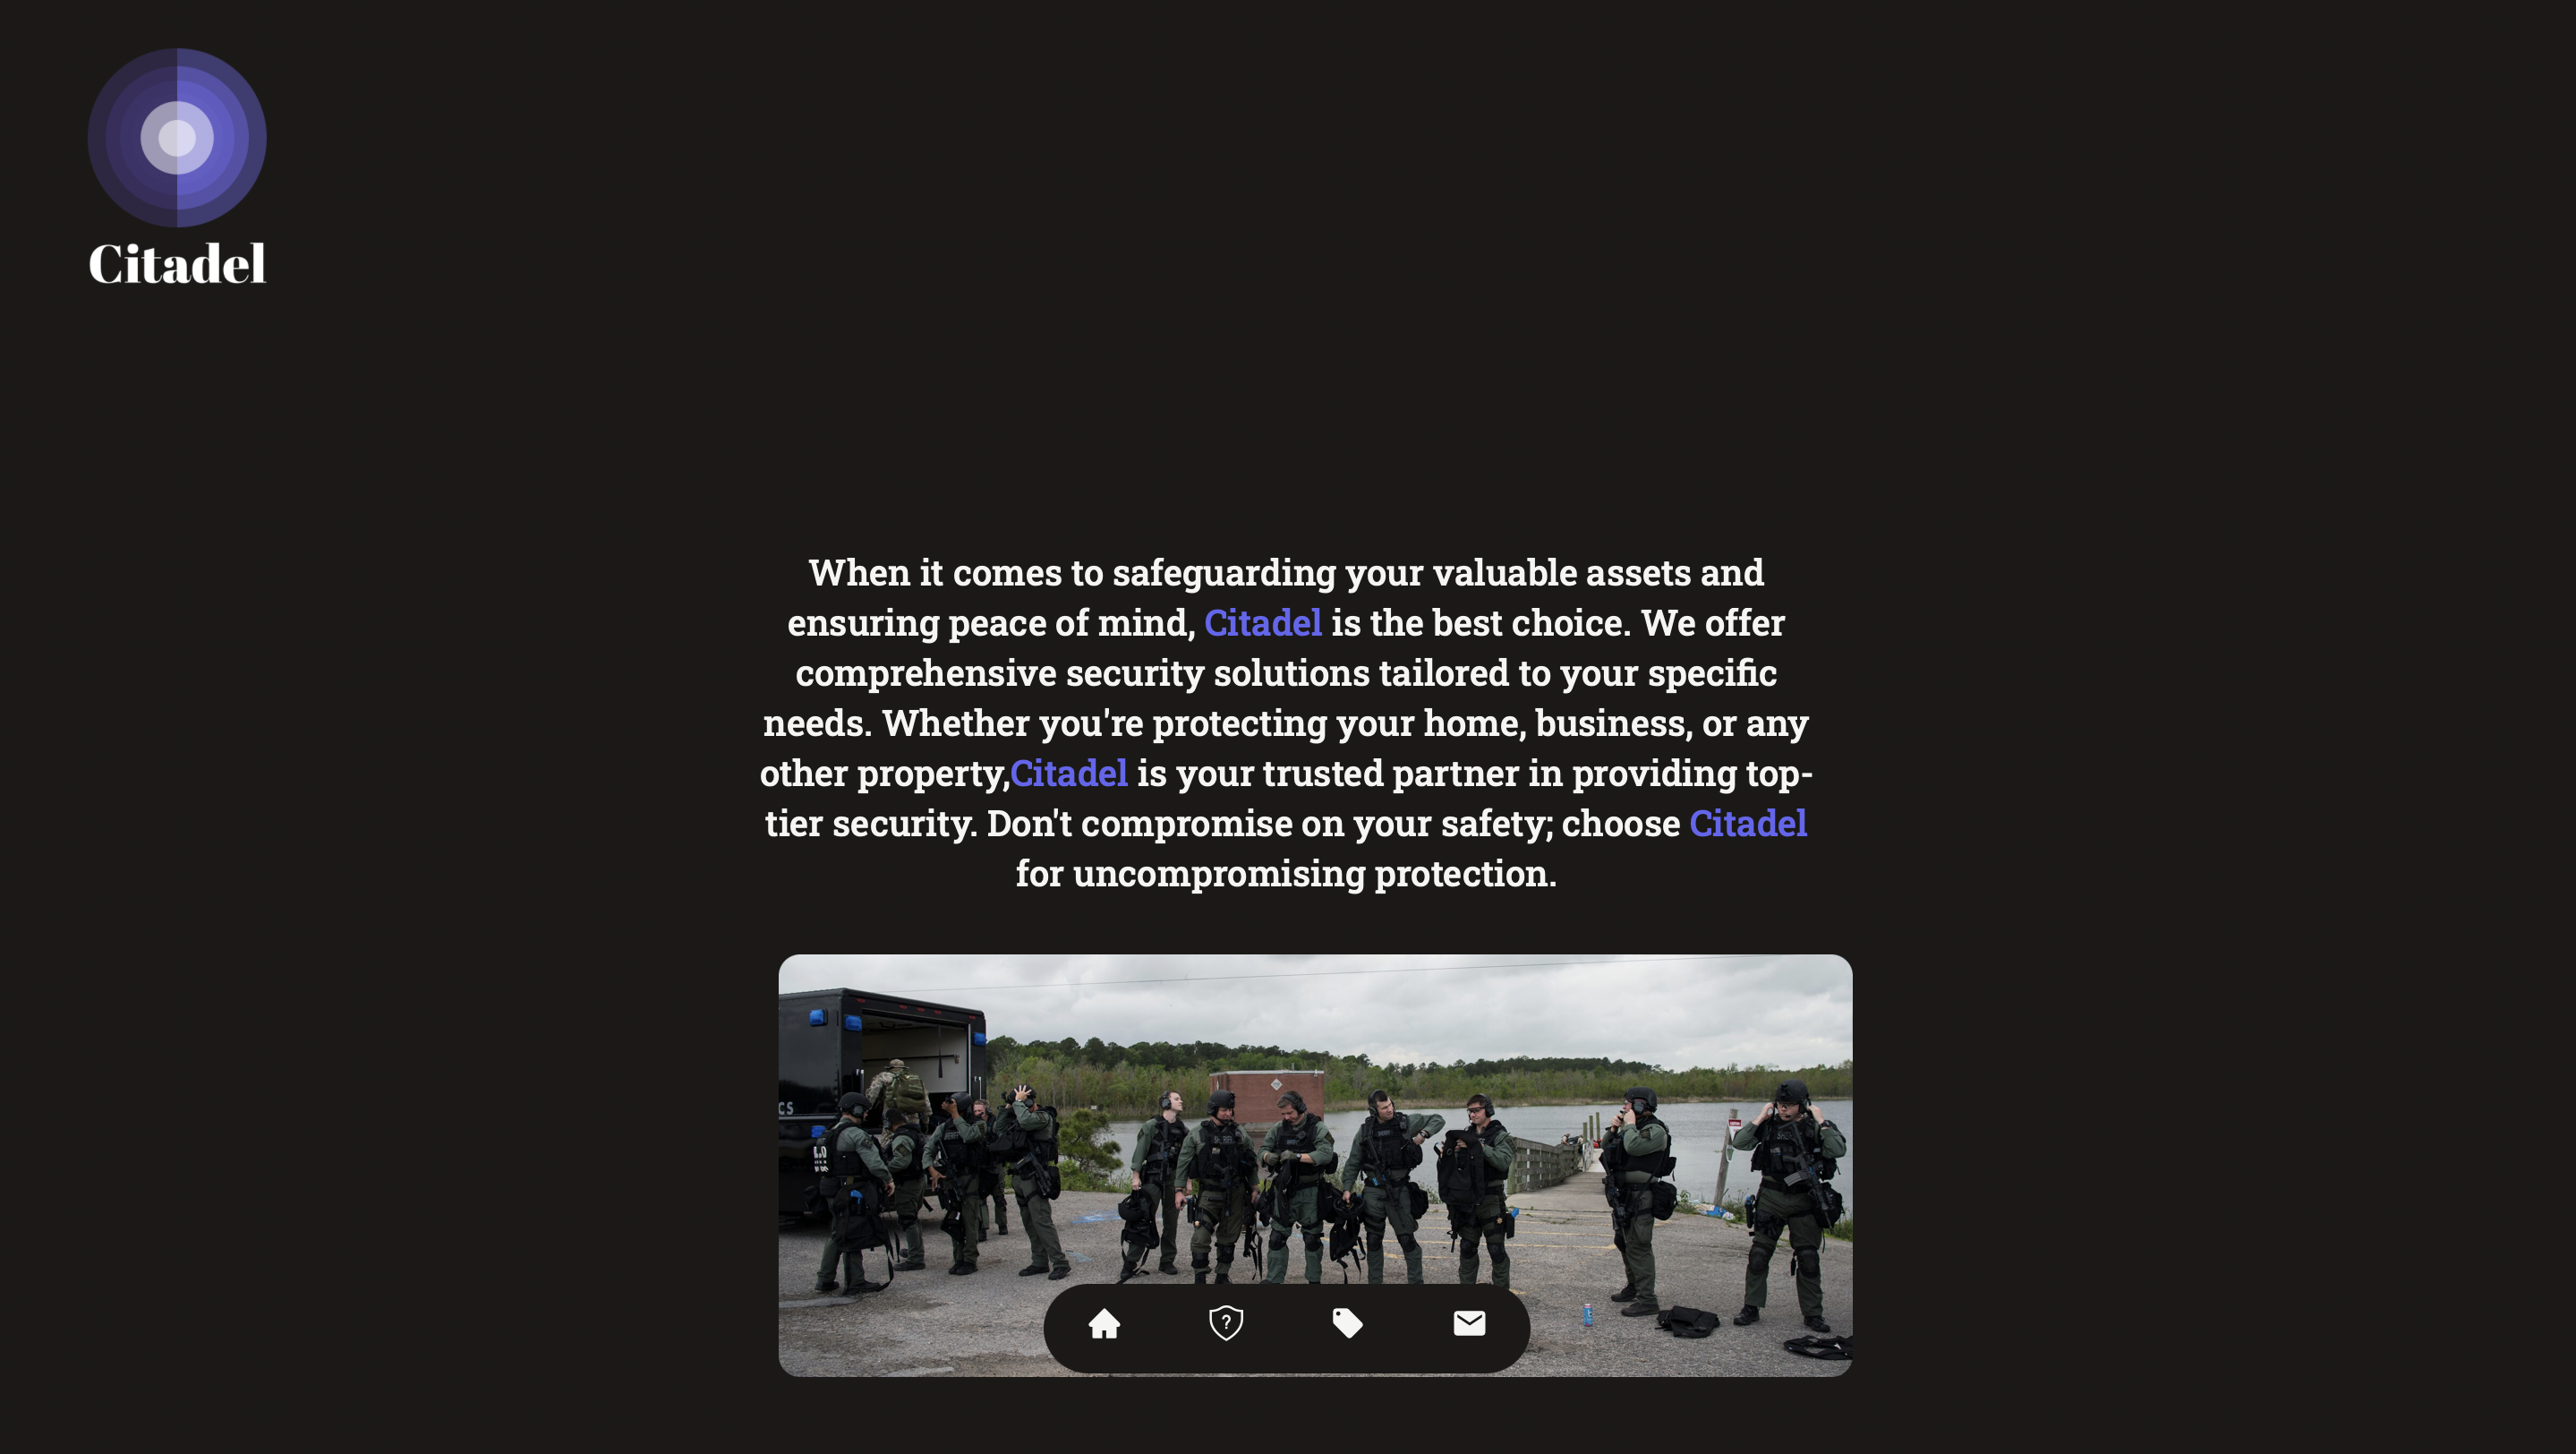 Citadel
When it comes to safeguarding your valuable assets and
ensuring peace of mind, Citadel is the best choice. We offer
comprehensive security solutions tailored to your specific
needs. Whether you're protecting your home, business, or any
other property,Citadel is your trusted partner in providing top-
tier security. Don't compromise on your safety; choose Citadel
for uncompromising protection.
CS
SHERIFF
?